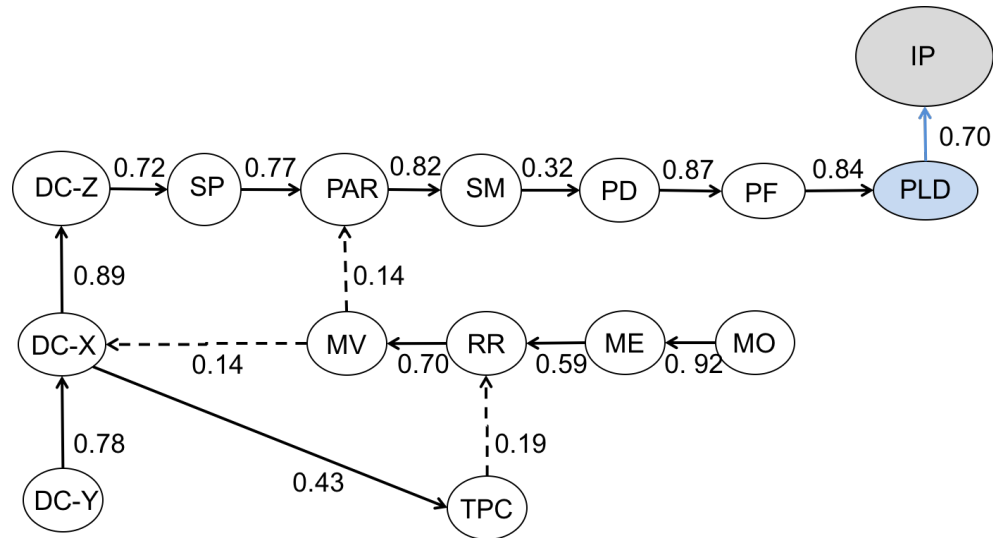 IP
0.70
0.72
0.77
0.82
0.32
0.87
0.84
DC-Z
SP
PAR
SM
PD
PF
PLD
0.89
0.14
DC-X
MV
RR
ME
MO
0.14
0.70
0.59
0. 92
0.78
0.19
0.43
DC-Y
TPC